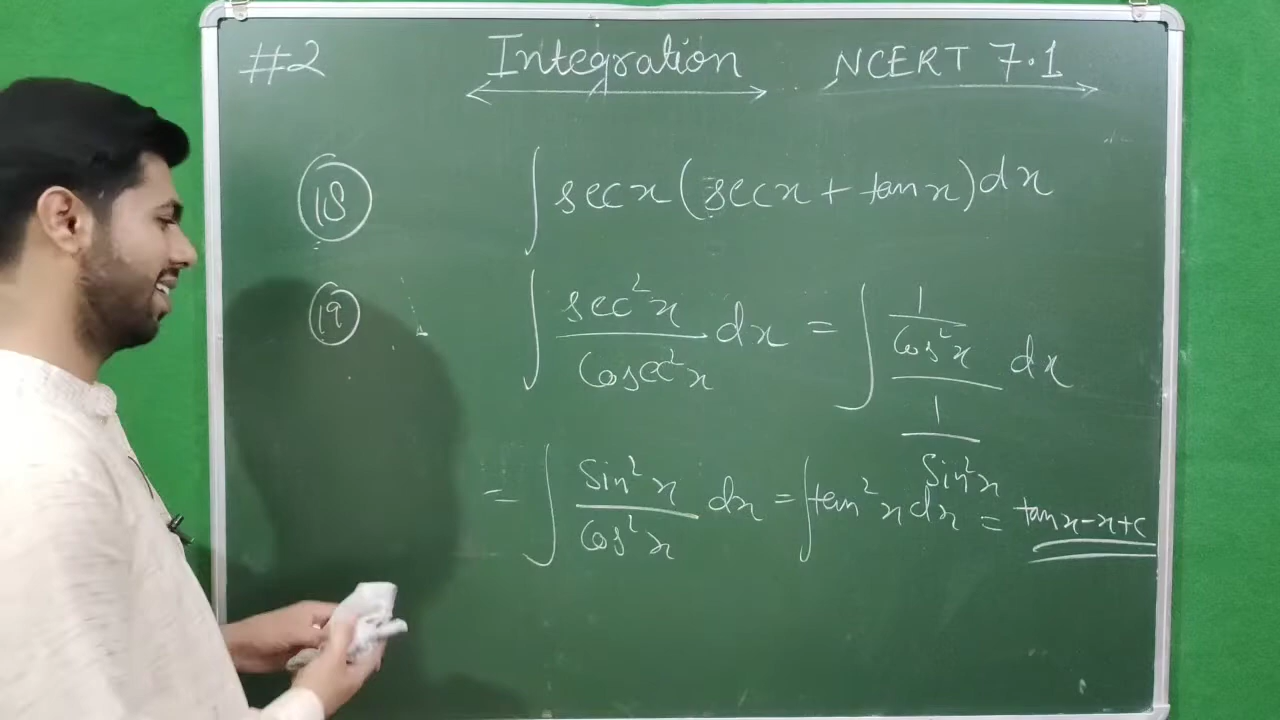 #2 Integration NCERT 7.1
(18) ∫ secx (secx + tanx) dx
(19) ∫ sec²x / Cosec²x dx = ∫ (1 / Cos²x) / (1 / Sin²x) dx
= ∫ Sin²x / Cos²x dx = ∫ tan²x dx = tanx - x + c